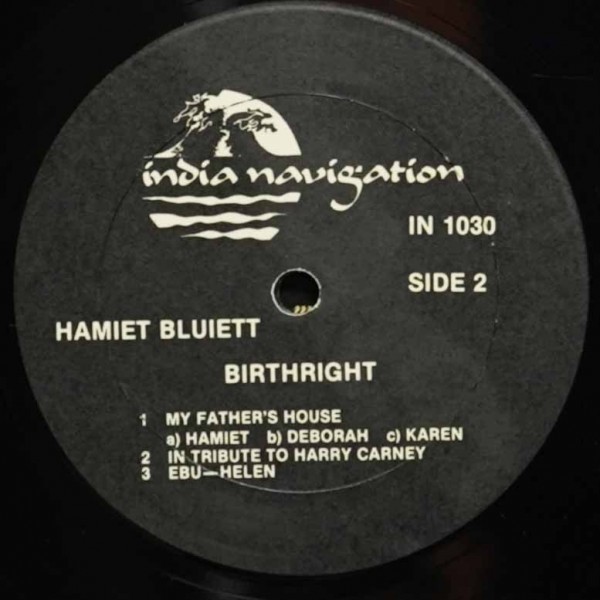 india navigation
IN 1030
SIDE 2
HAMIET BLUIETT
BIRTHRIGHT
1 MY FATHER'S HOUSE
a) HAMIET b) DEBORAH c) KAREN
2 IN TRIBUTE TO HARRY CARNEY
3 EBU—HELEN